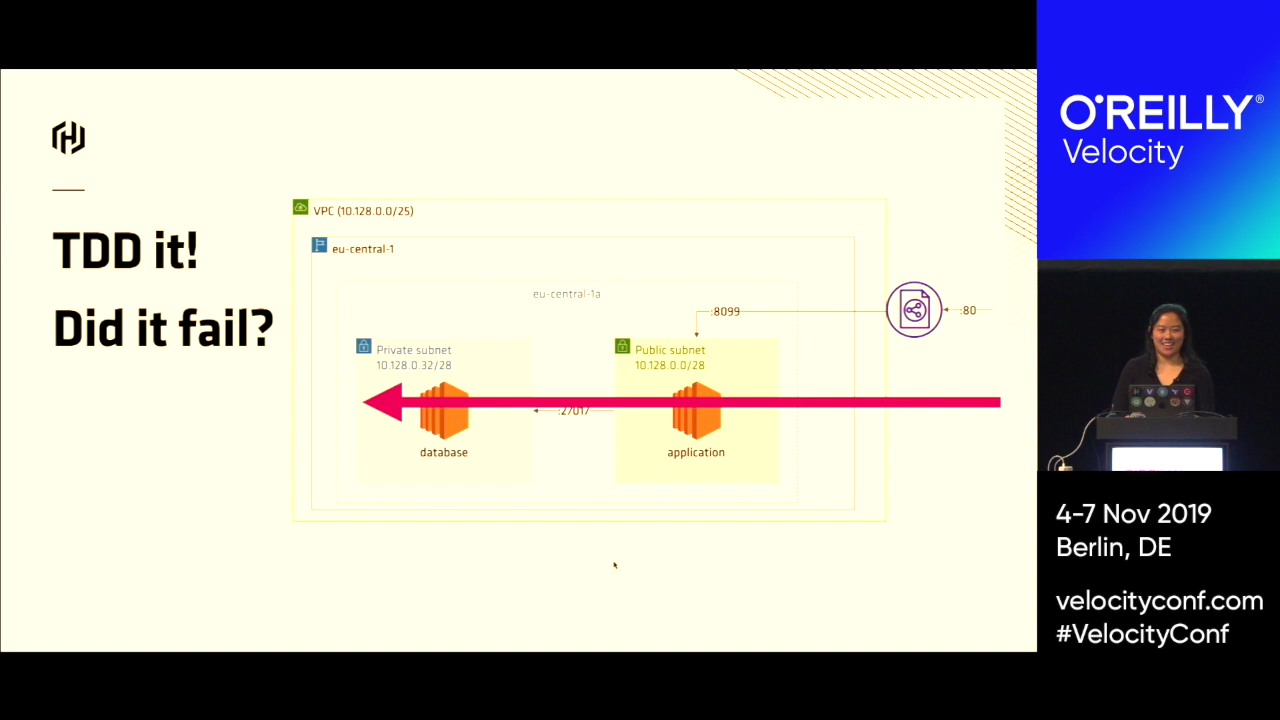 TDD it!
Did it fail?
VPC (10.128.0.0/25)
eu-central-1
eu-central-1a
:8099
:80
Private subnet
10.128.0.32/28
Public subnet
10.128.0.0/28
:27017
database
application
O'REILLY®
Velocity
4-7 Nov 2019
Berlin, DE
velocityconf.com
#VelocityConf